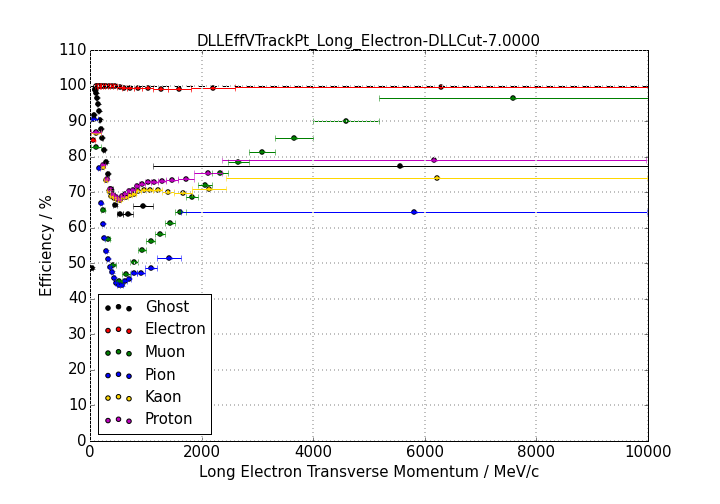 DLLEffVTrackPt_Long_Electron-DLLCut-7.0000
110
100
90
80
70
60
50
40
30
20
10
0
Efficiency / %
Ghost
Electron
Muon
Pion
Kaon
Proton
0 2000 4000 6000 8000 10000
Long Electron Transverse Momentum / MeV/c